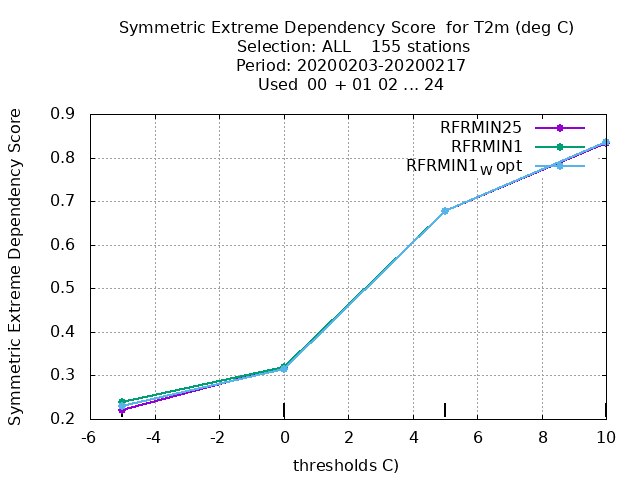 Symmetric Extreme Dependency Score  for T2m (deg C)
Selection: ALL    155 stations
Period: 20200203-20200217
Used  00 + 01 02 ... 24
Symmetric Extreme Dependency Score
0.9
0.8
0.7
0.6
0.5
0.4
0.3
0.2
RFRMIN25
RFRMIN1
RFRMIN1W opt
-6 -4 -2 0 2 4 6 8 10
thresholds C)